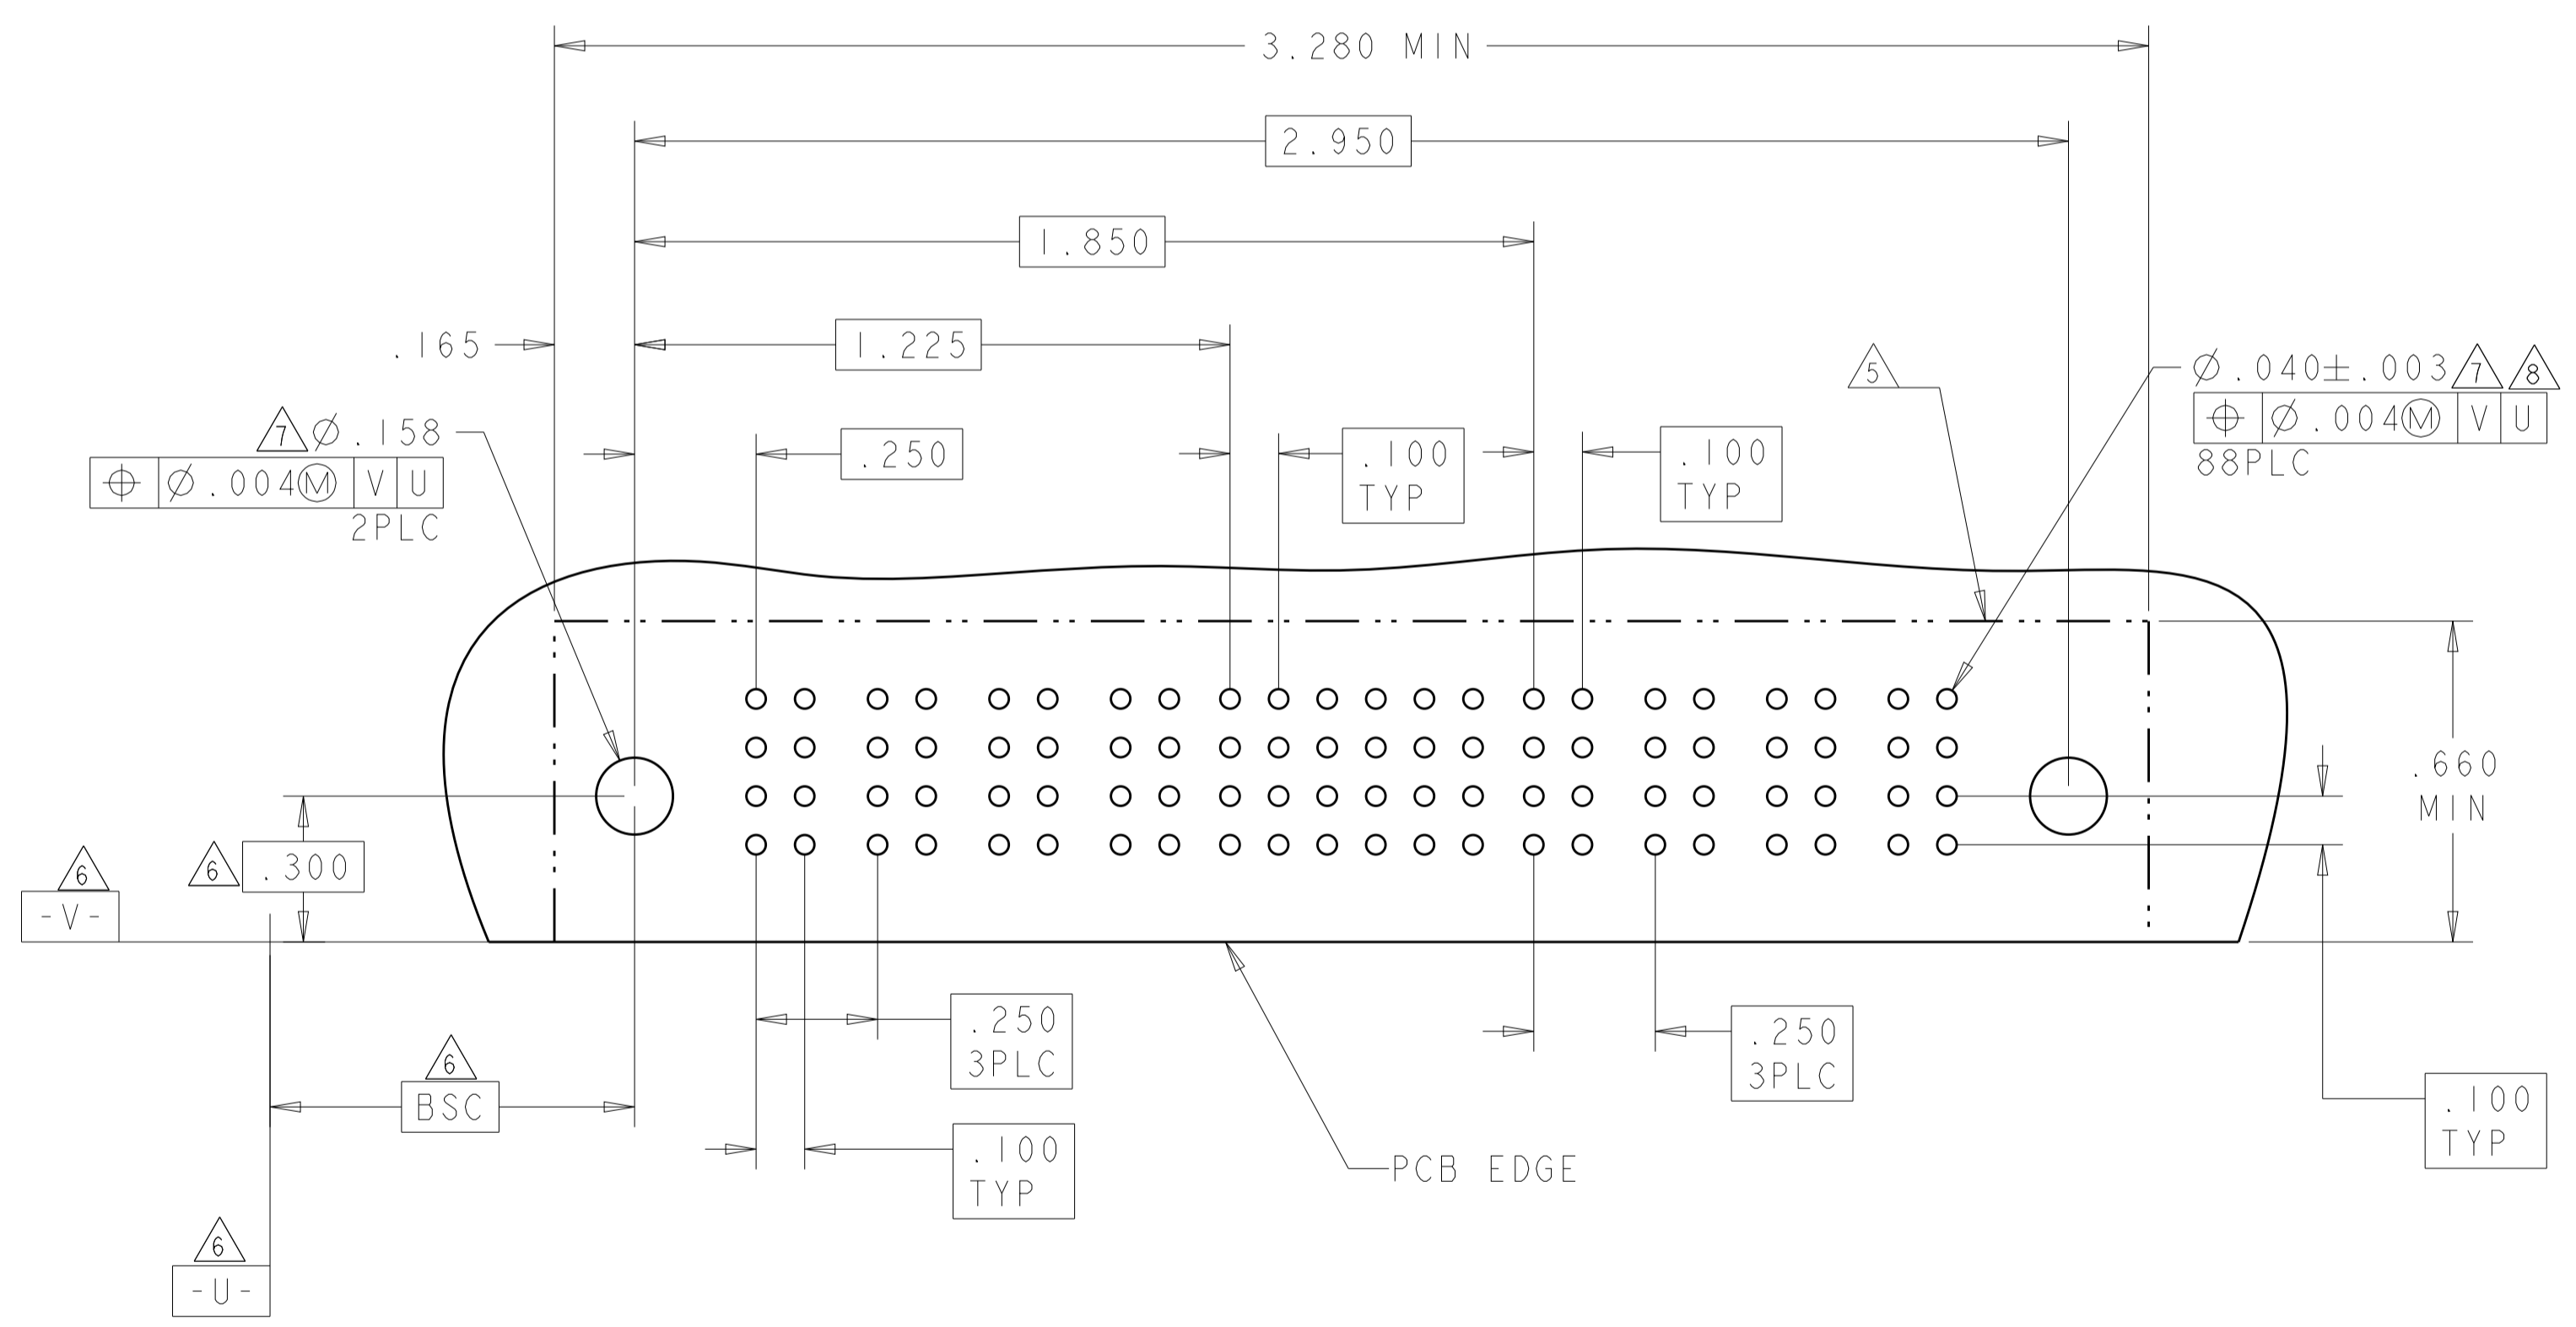 3.280 MIN
2.950
1.850
.165
1.225
5
Ø.040±.003 7 8
⌖ Ø.004Ⓜ V U
88PLC
7 Ø.158
⌖ Ø.004Ⓜ V U
2PLC
.250
.100
TYP
.100
TYP
.660
MIN
6
.300
6
-V-
.250
3PLC
.250
3PLC
6
BSC
.100
TYP
.100
TYP
PCB EDGE
6
-U-